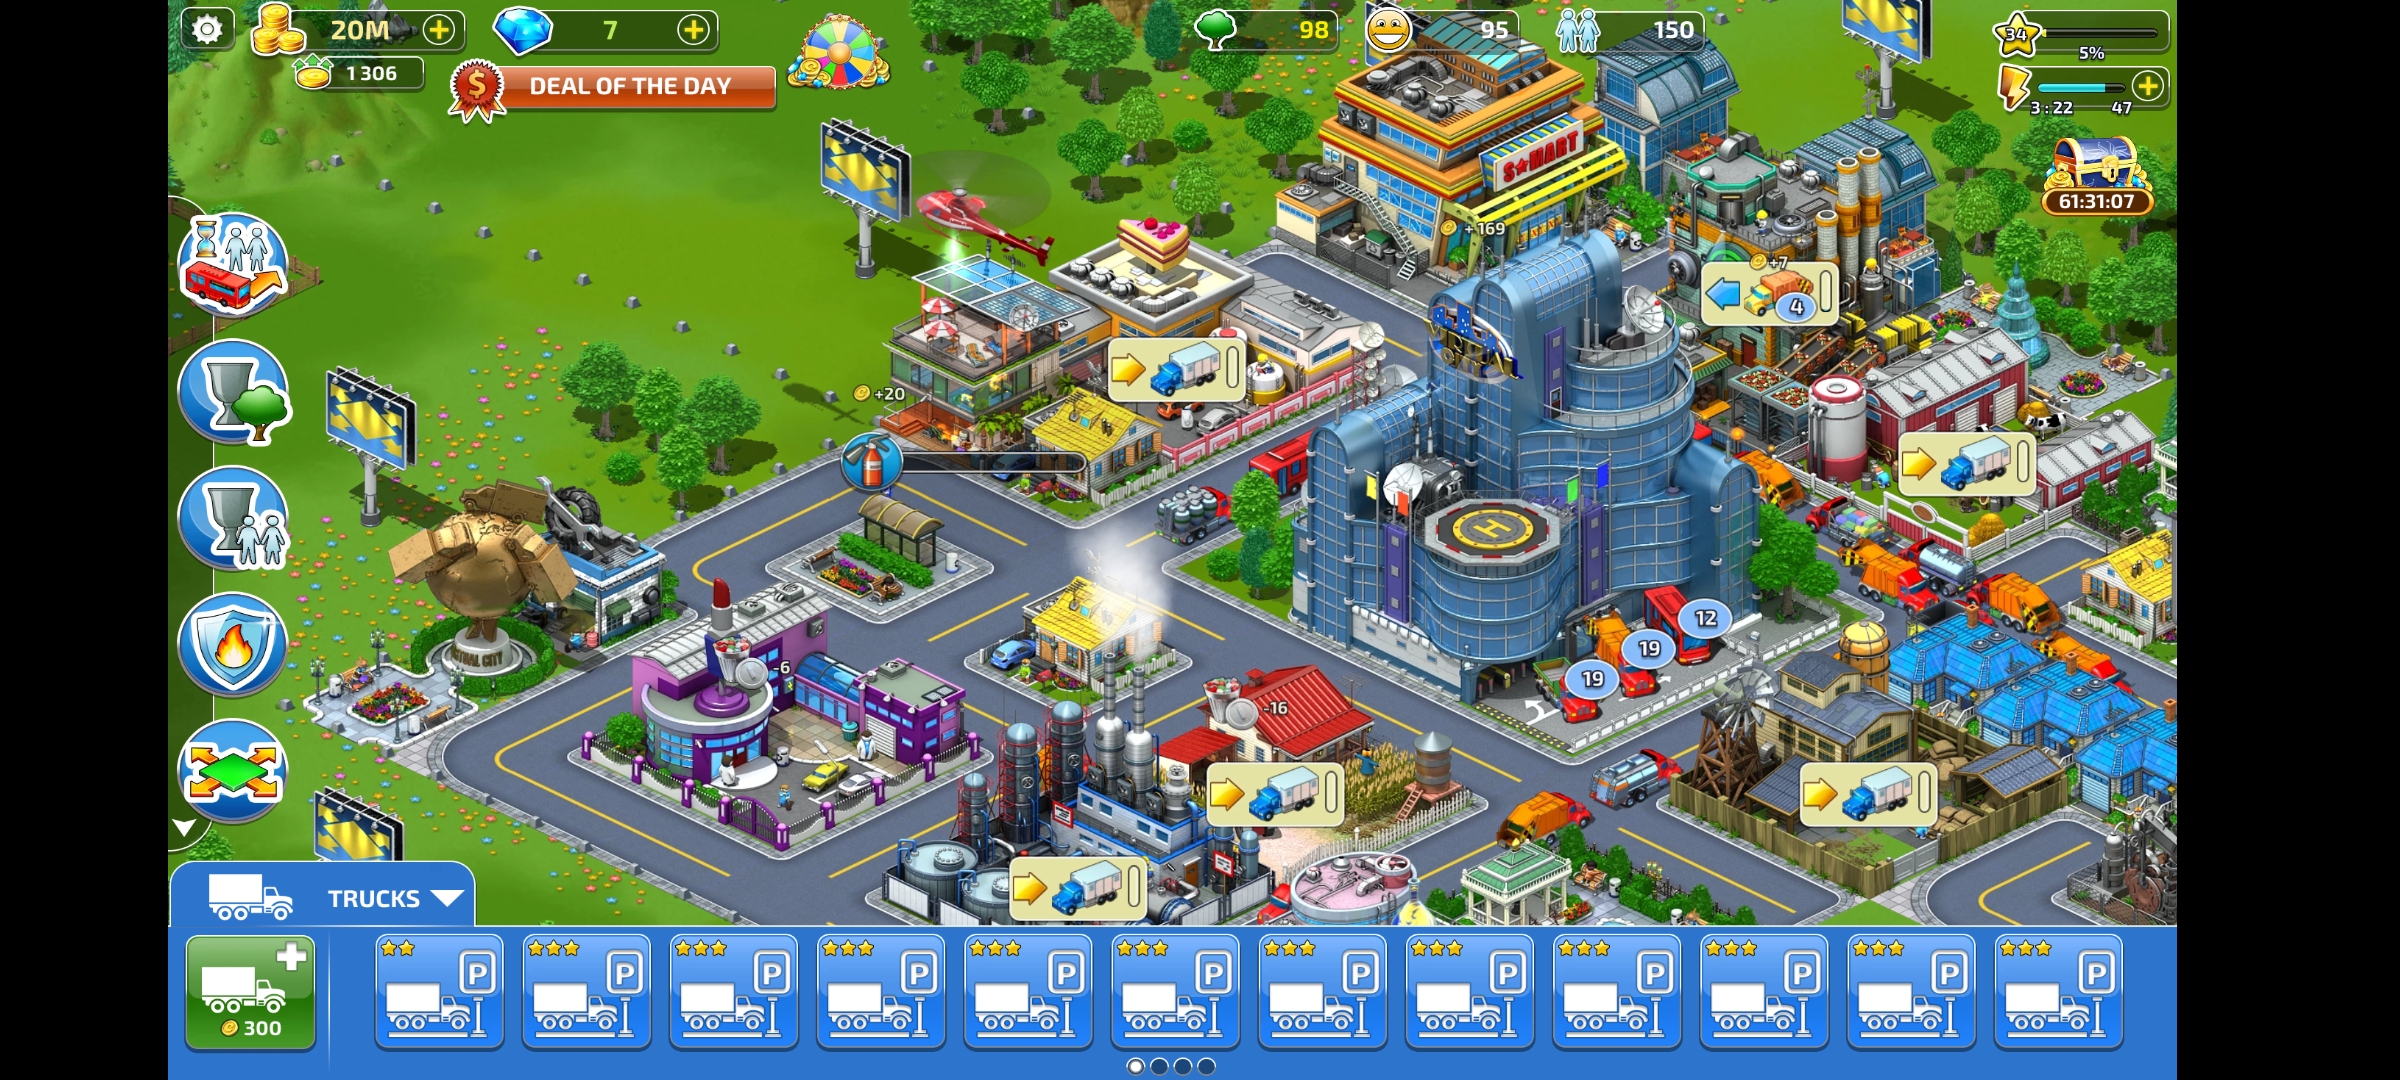 20M
7
98
95
150
34
5%
1 306
DEAL OF THE DAY
3:22
47
S★MART
61:31:07
+169
+7
4
+20
12
19
19
-6
-16
TRUCKS
P
P
P
P
P
P
P
P
P
P
P
P
300
H